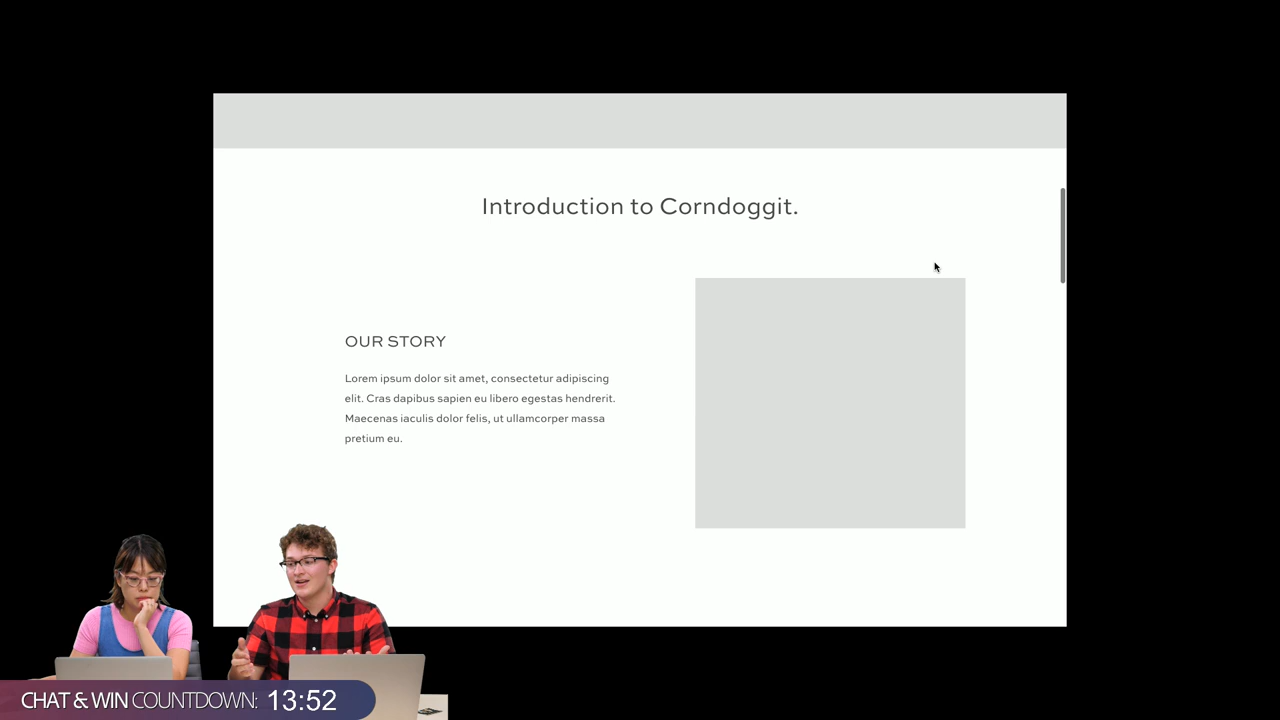 Introduction to Corndoggit.
OUR STORY
Lorem ipsum dolor sit amet, consectetur adipiscing
elit. Cras dapibus sapien eu libero egestas hendrerit.
Maecenas iaculis dolor felis, ut ullamcorper massa
pretium eu.
CHAT & WIN COUNTDOWN: 13:52